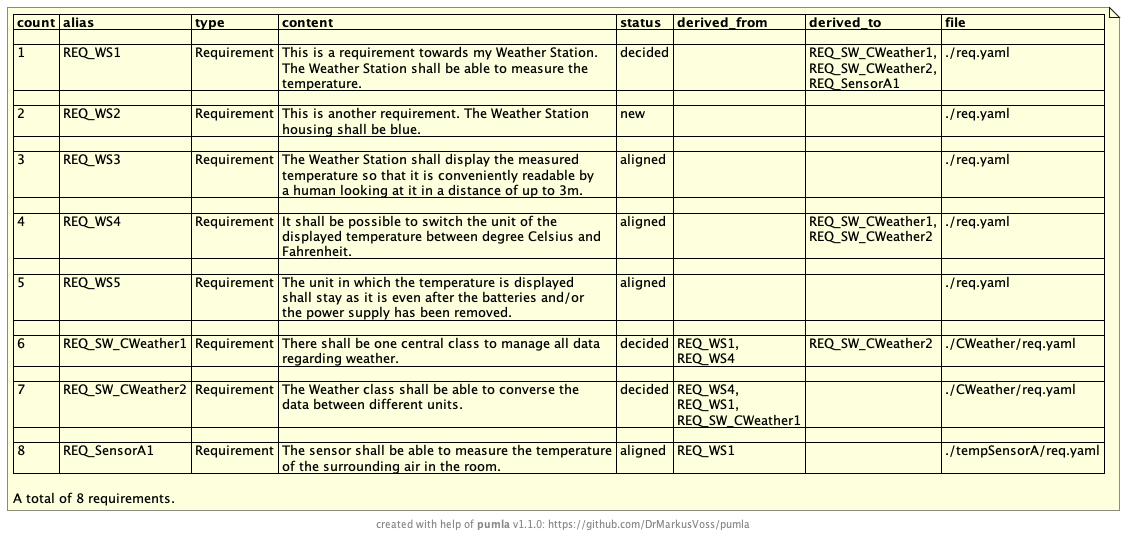 count alias type content status derived_from derived_to file
1 REQ_WS1 Requirement This is a requirement towards my Weather Station. decided REQ_SW_CWeather1, ./req.yaml
The Weather Station shall be able to measure the REQ_SW_CWeather2,
temperature. REQ_SensorA1
2 REQ_WS2 Requirement This is another requirement. The Weather Station new ./req.yaml
housing shall be blue.
3 REQ_WS3 Requirement The Weather Station shall display the measured aligned ./req.yaml
temperature so that it is conveniently readable by
a human looking at it in a distance of up to 3m.
4 REQ_WS4 Requirement It shall be possible to switch the unit of the aligned REQ_SW_CWeather1, ./req.yaml
displayed temperature between degree Celsius and REQ_SW_CWeather2
Fahrenheit.
5 REQ_WS5 Requirement The unit in which the temperature is displayed aligned ./req.yaml
shall stay as it is even after the batteries and/or
the power supply has been removed.
6 REQ_SW_CWeather1 Requirement There shall be one central class to manage all data decided REQ_WS1, REQ_SW_CWeather2 ./CWeather/req.yaml
regarding weather. REQ_WS4
7 REQ_SW_CWeather2 Requirement The Weather class shall be able to converse the decided REQ_WS4, ./CWeather/req.yaml
data between different units. REQ_WS1,
REQ_SW_CWeather1
8 REQ_SensorA1 Requirement The sensor shall be able to measure the temperature aligned REQ_WS1 ./tempSensorA/req.yaml
of the surrounding air in the room.
A total of 8 requirements.
created with help of pumla v1.1.0: https://github.com/DrMarkusVoss/pumla